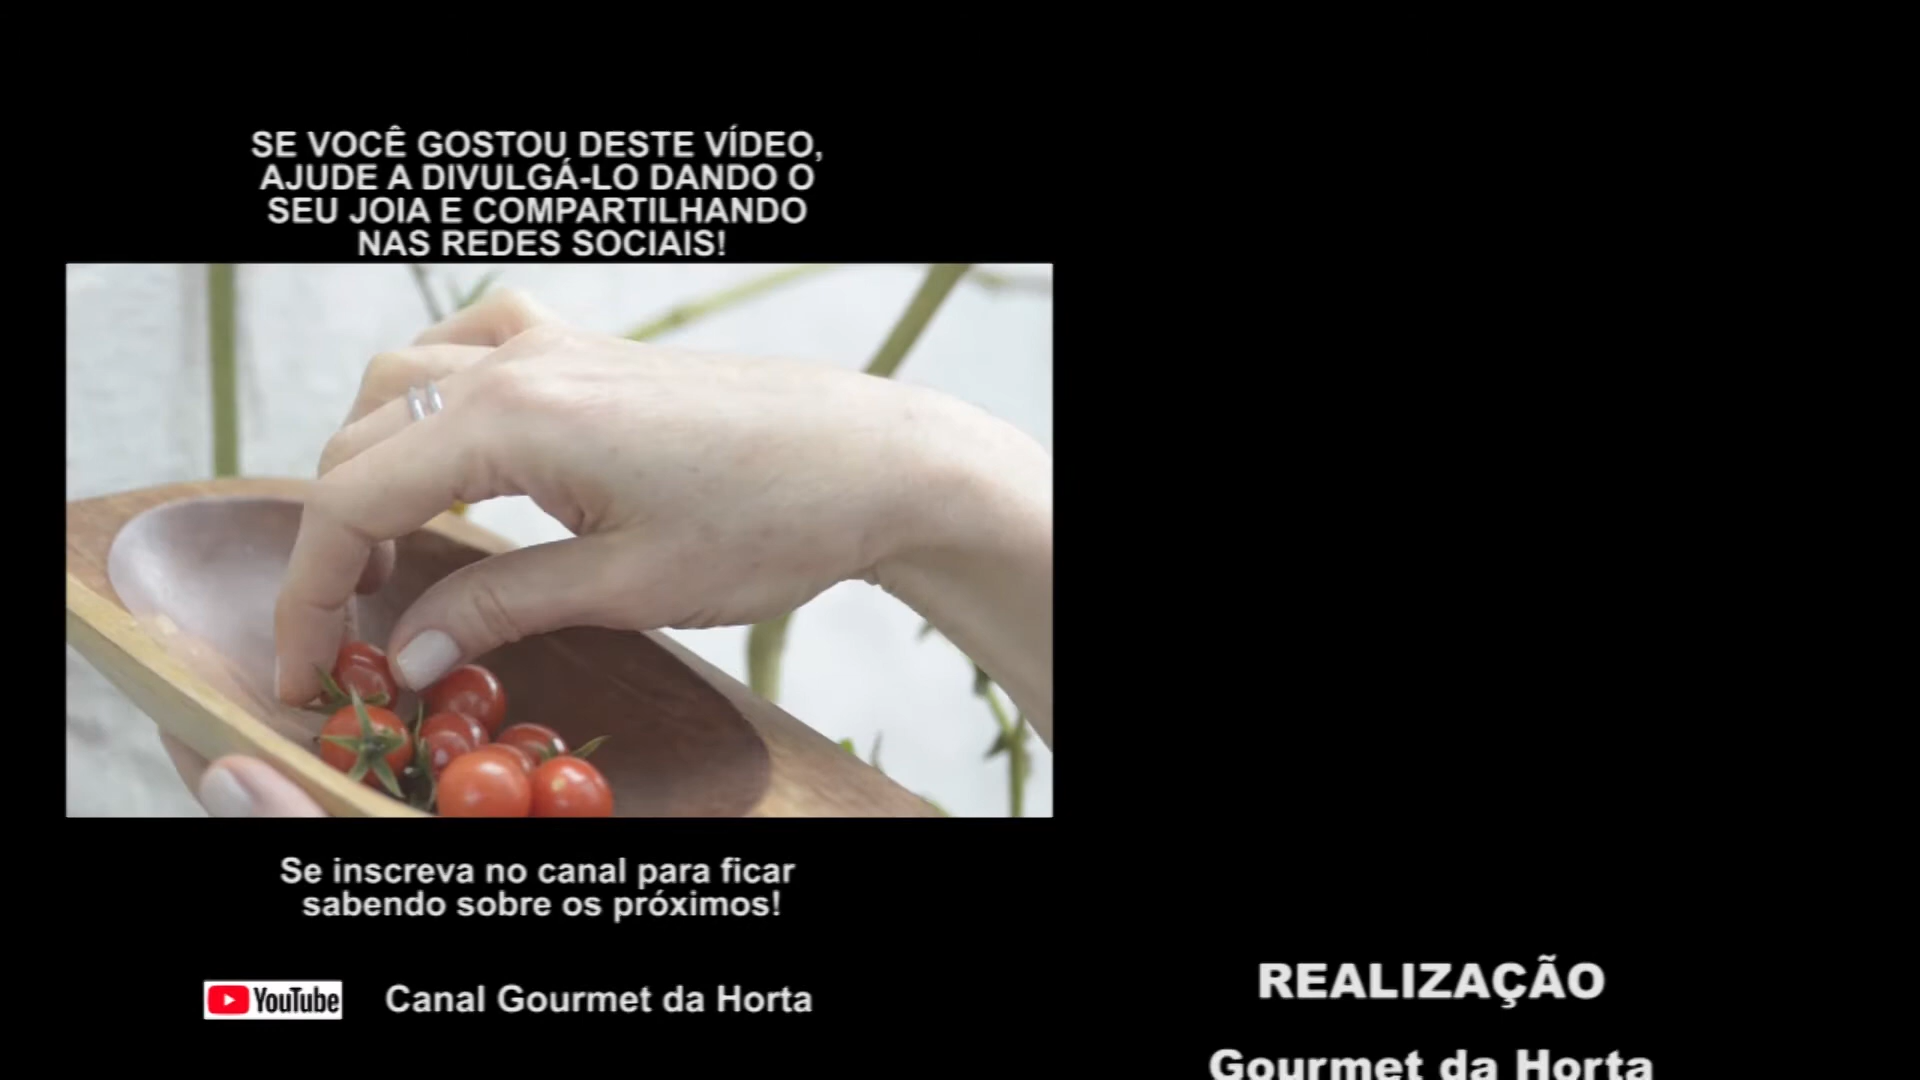 SE VOCÊ GOSTOU DESTE VÍDEO,
AJUDE A DIVULGÁ-LO DANDO O
SEU JOIA E COMPARTILHANDO
NAS REDES SOCIAIS!
Se inscreva no canal para ficar
sabendo sobre os próximos!
YouTube Canal Gourmet da Horta
REALIZAÇÃO
Gourmet da Horta